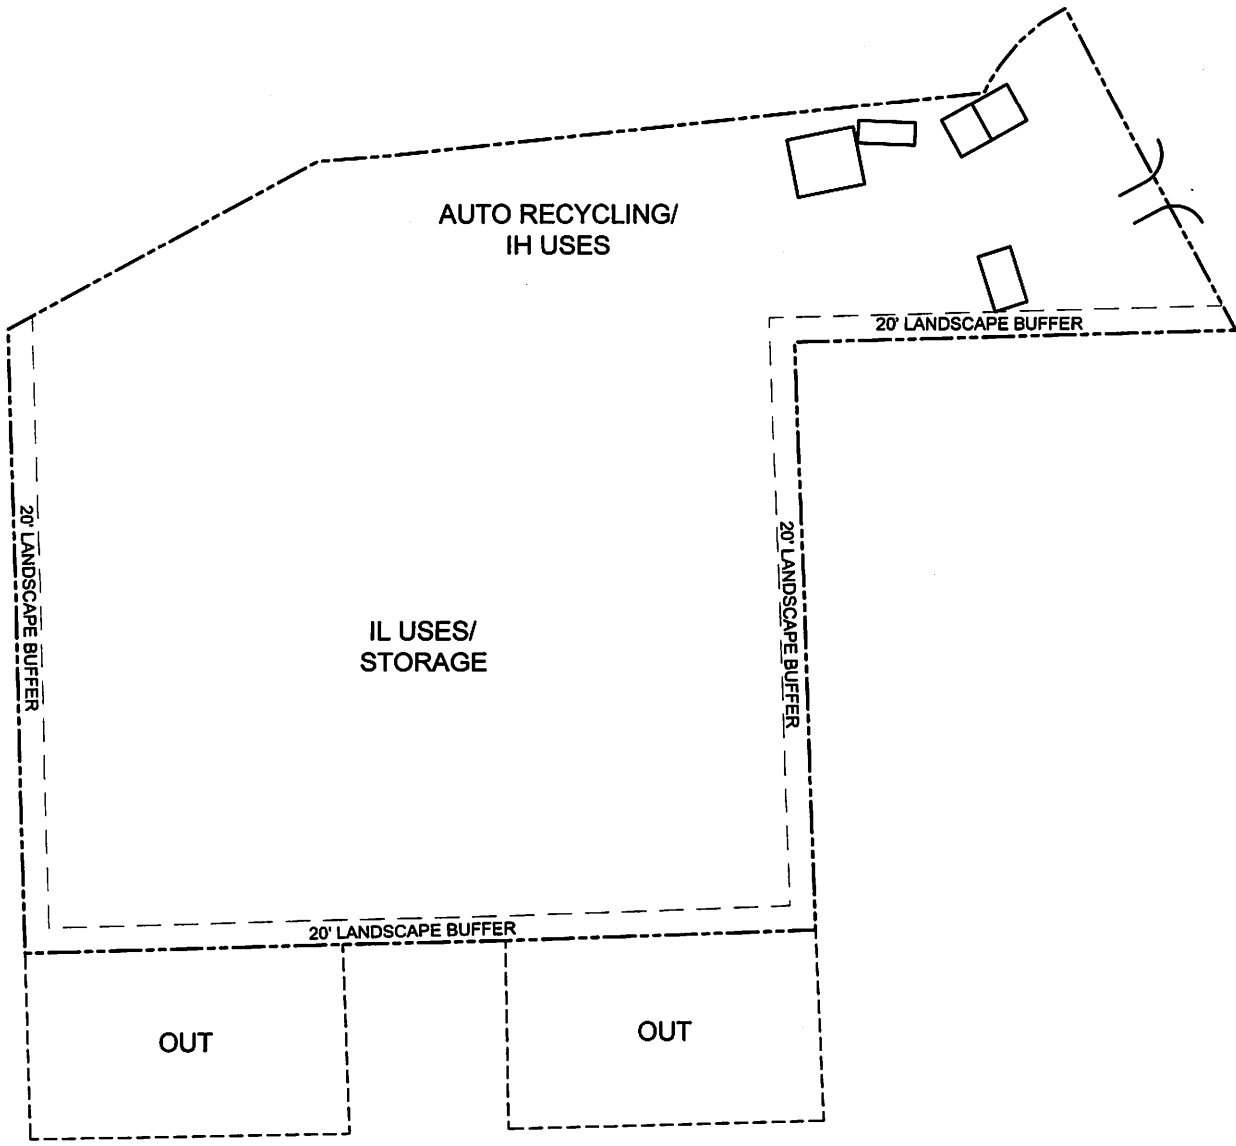 AUTO RECYCLING/
IH USES
20' LANDSCAPE BUFFER
20' LANDSCAPE BUFFER
20' LANDSCAPE BUFFER
IL USES/
STORAGE
20' LANDSCAPE BUFFER
OUT
OUT